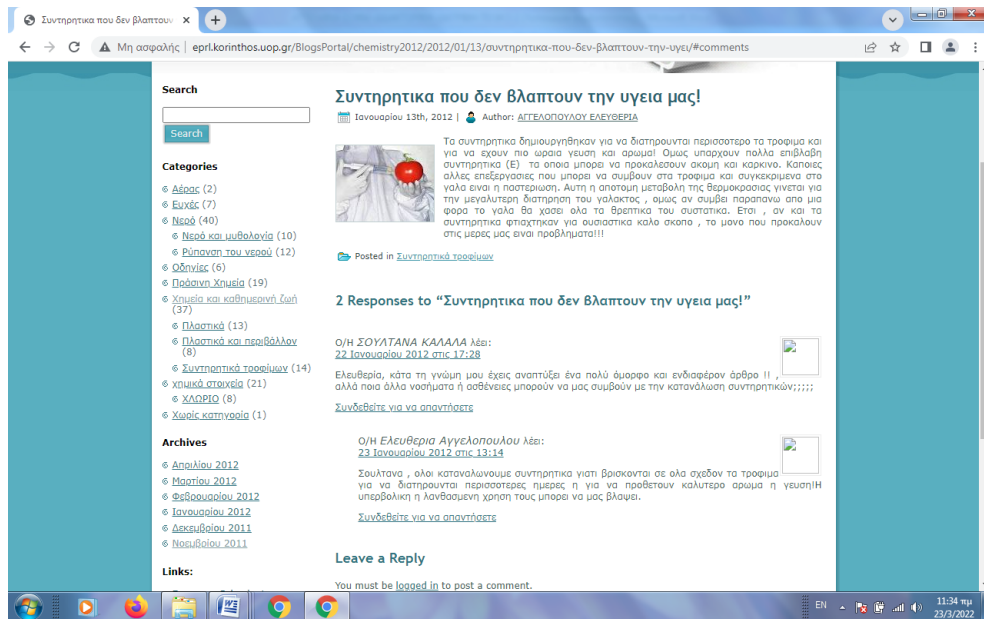 Συντηρητικα που δεν βλαπτουν
Μη ασφαλής
eprl.korinthos.uop.gr/BlogsPortal/chemistry2012/2012/01/13/συντηρητικα-που-δεν-βλαπτουν-την-υγει/#comments
Search
Search
Categories
Αέρας (2)
Ευχές (7)
Νερό (40)
Νερό και μυθολογία (10)
Ρύπανση του νερού (12)
Οδηγίες (6)
Πράσινη Χημεία (19)
Χημεία και καθημερινή ζωή
(37)
Πλαστικά (13)
Πλαστικά και περιβάλλον
(8)
Συντηρητικά τροφίμων (14)
χημικά στοιχεία (21)
ΧΛΩΡΙΟ (8)
Χωρίς κατηγορία (1)
Archives
Απριλίου 2012
Μαρτίου 2012
Φεβρουαρίου 2012
Ιανουαρίου 2012
Δεκεμβρίου 2011
Νοεμβρίου 2011
Links:
Συντηρητικα που δεν βλαπτουν την υγεια μας!
Ιανουαρίου 13th, 2012 | Author: ΑΓΓΕΛΟΠΟΥΛΟΥ ΕΛΕΥΘΕΡΙΑ
Τα συντηρητικα δημιουργηθηκαν για να διατηρουνται περισσοτερο τα τροφιμα και
για να εχουν πιο ωραια γευση και αρωμα! Ομως υπαρχουν πολλα επιβλαβη
συντηρητικα (Ε) τα οποια μπορει να προκαλεσουν ακομη και καρκινο. Καποιες
αλλες επεξεργασιες που μπορει να συμβουν στα τροφιμα και συγκεκριμενα στο
γαλα ειναι η παστεριωση. Αυτη η αποτομη μεταβολη της θερμοκρασιας γινεται για
την μεγαλυτερη διατηρηση του γαλακτος , ομως αν συμβει παραπανω απο μια
φορα το γαλα θα χασει ολα τα θρεπτικα του συστατικα. Ετσι , αν και τα
συντηρητικα φτιαχτηκαν για ουσιαστικα καλο σκοπο , το μονο που προκαλουν
στις μερες μας ειναι προβληματα!!!
Posted in Συντηρητικά τροφίμων
2 Responses to “Συντηρητικα που δεν βλαπτουν την υγεια μας!”
Ο/Η ΣΟΥΛΤΑΝΑ ΚΑΛΑΛΑ λέει:
22 Ιανουαρίου 2012 στις 17:28
Ελευθερία, κάτα τη γνώμη μου έχεις αναπτύξει ένα πολύ όμορφο και ενδιαφέρον άρθρο !! ,
αλλά ποια άλλα νοσήματα ή ασθένειες μπορούν να μας συμβούν με την κατανάλωση συντηρητικών;;;;;
Συνδεθείτε για να απαντήσετε
Ο/Η Ελευθερια Αγγελοπουλου λέει:
23 Ιανουαρίου 2012 στις 13:14
Σουλτανα , ολοι καταναλωνουμε συντηρητικα γιατι βρισκονται σε ολα σχεδον τα τροφιμα
για να διατηρουνται περισσοτερες ημερες η για να προθετουν καλυτερο αρωμα η γευση!Η
υπερβολικη η λανθασμενη χρηση τους μπορει να μας βλαψει.
Συνδεθείτε για να απαντήσετε
Leave a Reply
You must be logged in to post a comment.
EN
11:34 πμ
23/3/2022